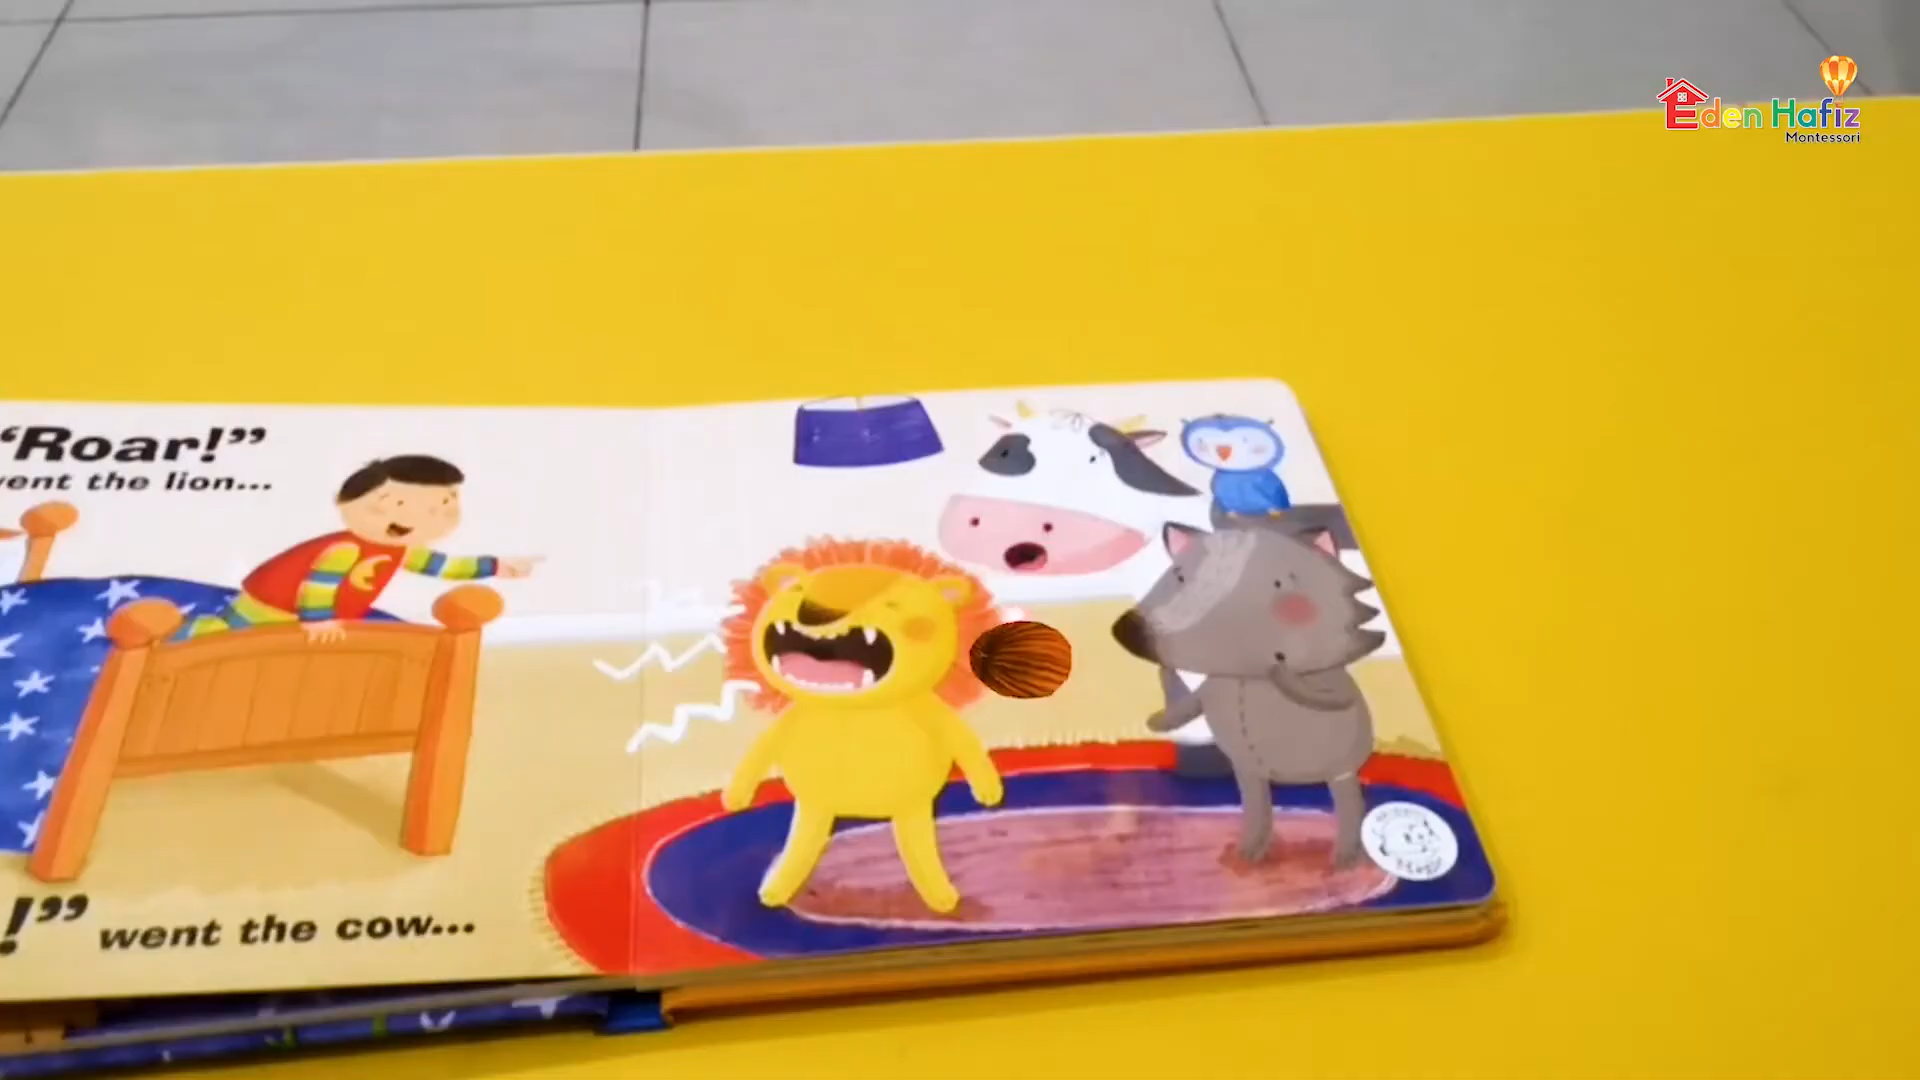 Eden Hafiz
Montessori
“Roar!”
went the lion...
!” went the cow...